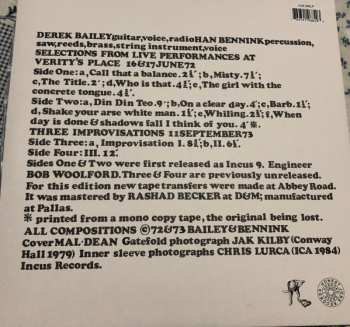 DEREK BAILEYguitar,voice,radioHAN BENNINKpercussion,
saw,reeds,brass,string instrument,voice
SELECTIONS FROM LIVE PERFORMANCES AT
VERITY'S PLACE 16&17JUNE72
Side One:a,Call that a balance.2½';b,Misty.7½';
c,The Title.2';d,Who is that.4½';e,The girl with the
concrete tongue.4½'.
Side Two:a,Din Din Teo.9';b,On a clear day.4';c,Barb.1½';
d,Shake your arse white man.1½';e,Whistling.2½';f,When
day is done & shadows fall I think of you.4'*.
THREE IMPROVISATIONS 11SEPTEMBER73
Side Three:a,Improvisation I.8½';b,II.6½'.
Side Four:III.12'.
Sides One & Two were first released as Incus 9. Engineer
BOB WOOLFORD.Three & Four are previously unreleased.
For this edition new tape transfers were made at Abbey Road.
It was mastered by RASHAD BECKER at D&M; manufactured
at Pallas.
* printed from a mono copy tape, the original being lost.
ALL COMPOSITIONS ©72&73 BAILEY&BENNINK
CoverMAL·DEAN Gatefold photograph JAK KILBY (Conway
Hall 1979) Inner sleeve photographs CHRIS LURCA (ICA 1984)
Incus Records.